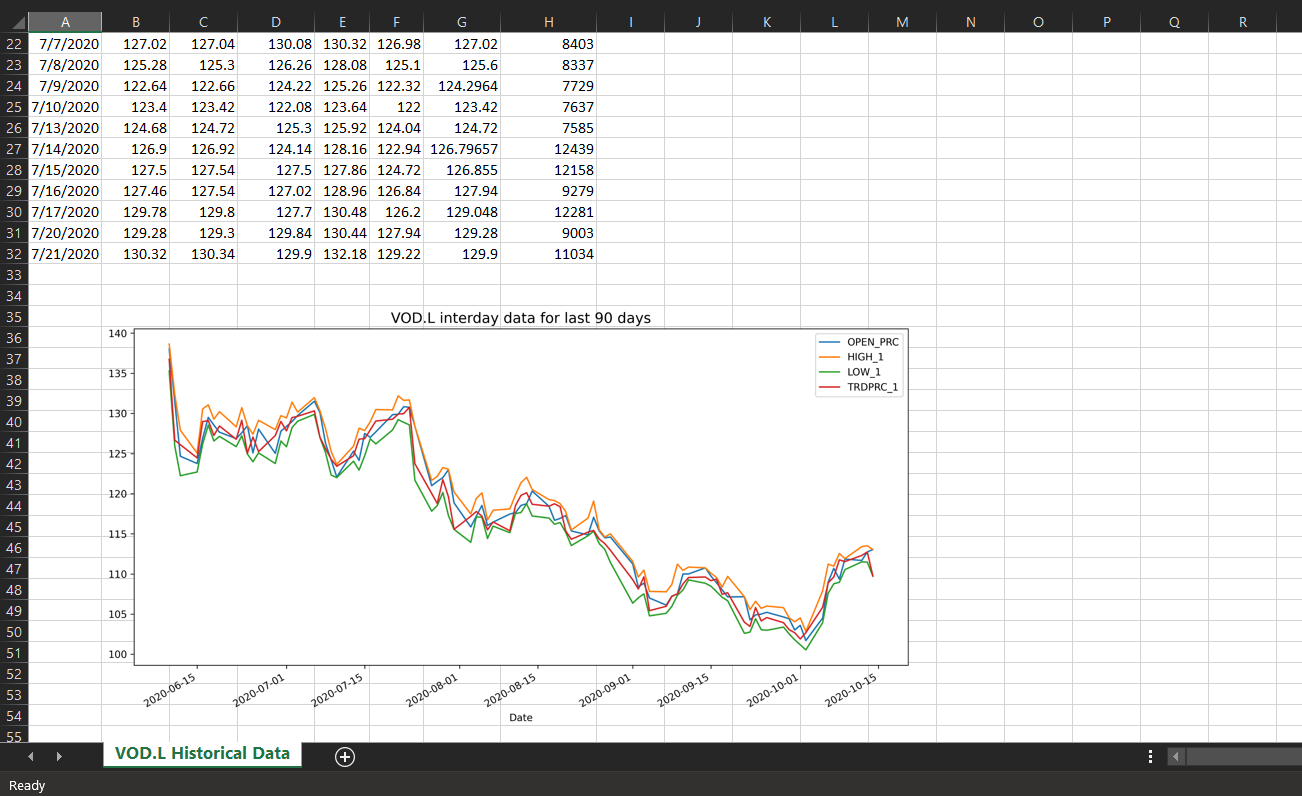 A B C D E F G H I J K L M N O P Q R
22 7/7/2020 127.02 127.04 130.08 130.32 126.98 127.02 8403
23 7/8/2020 125.28 125.3 126.26 128.08 125.1 125.6 8337
24 7/9/2020 122.64 122.66 124.22 125.26 122.32 124.2964 7729
25 7/10/2020 123.4 123.42 122.08 123.64 122 123.42 7637
26 7/13/2020 124.68 124.72 125.3 125.92 124.04 124.72 7585
27 7/14/2020 126.9 126.92 124.14 128.16 122.94 126.79657 12439
28 7/15/2020 127.5 127.54 127.5 127.86 124.72 126.855 12158
29 7/16/2020 127.46 127.54 127.02 128.96 126.84 127.94 9279
30 7/17/2020 129.78 129.8 127.7 130.48 126.2 129.048 12281
31 7/20/2020 129.28 129.3 129.84 130.44 127.94 129.28 9003
32 7/21/2020 130.32 130.34 129.9 132.18 129.22 129.9 11034
33
34
35
36
37
38
39
40
41
42
43
44
45
46
47
48
49
50
51
52
53
54
55
VOD.L interday data for last 90 days
140
135
130
125
120
115
110
105
100
OPEN_PRC
HIGH_1
LOW_1
TRDPRC_1
2020-06-15 2020-07-01 2020-07-15 2020-08-01 2020-08-15 2020-09-01 2020-09-15 2020-10-01 2020-10-15
Date
VOD.L Historical Data
Ready